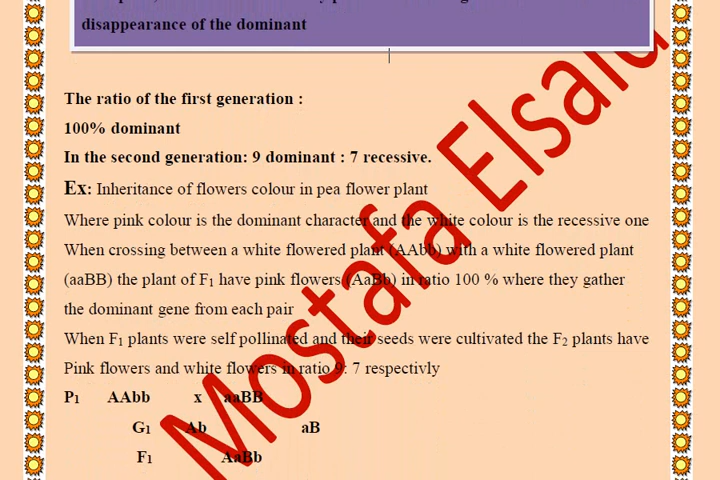 disappearance of the dominant
The ratio of the first generation :
100% dominant
In the second generation: 9 dominant : 7 recessive.
Ex: Inheritance of flowers colour in pea flower plant
Where pink colour is the dominant character and the white colour is the recessive one
When crossing between a white flowered plant (AAbb) with a white flowered plant
(aaBB) the plant of F1 have pink flowers (AaBb) in ratio 100 % where they gather
the dominant gene from each pair
When F1 plants were self pollinated and their seeds were cultivated the F2 plants have
Pink flowers and white flowers in ratio 9: 7 respectivly
P1 AAbb x aaBB
G1 Ab aB
F1 AaBb
Mostafa Elsaid